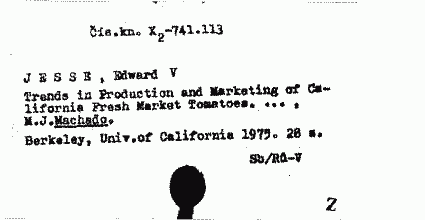 Čís.kn. X2-741.113
J E S S E , Edward V
Trends in Production and Marketing of Ca-
lifornia Fresh Market Tomatoes. ... ,
M.J.Machado.
Berkeley, Univ.of California 1975. 28 s.
Sb/Rů-V
Z